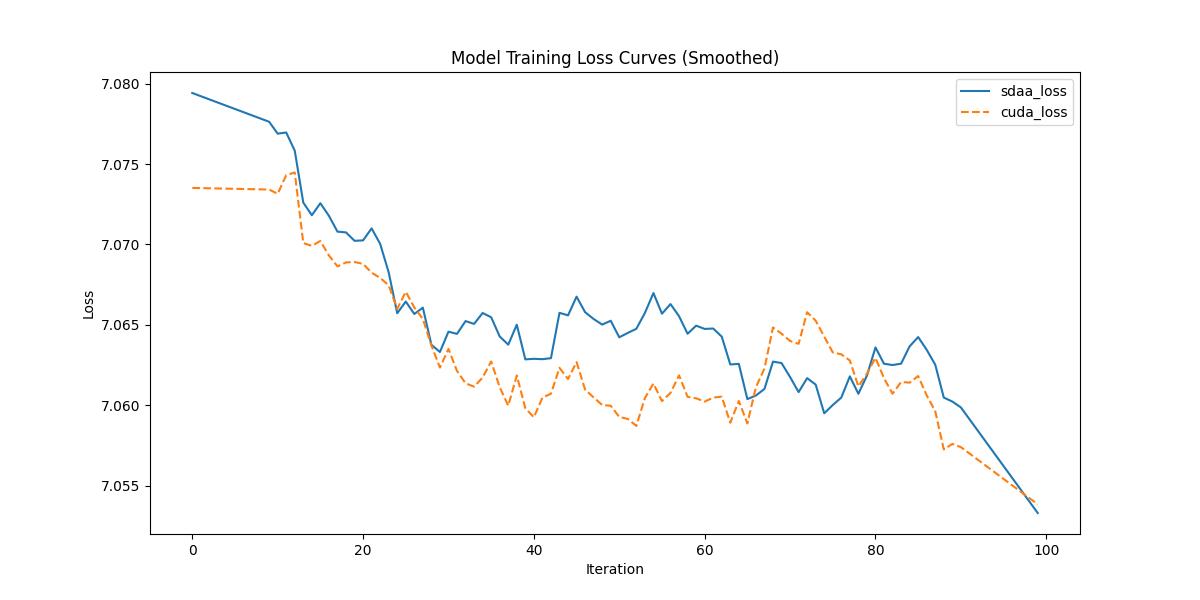 Model Training Loss Curves (Smoothed)
sdaa_loss
cuda_loss
Loss
7.080
7.075
7.070
7.065
7.060
7.055
0 20 40 60 80 100
Iteration